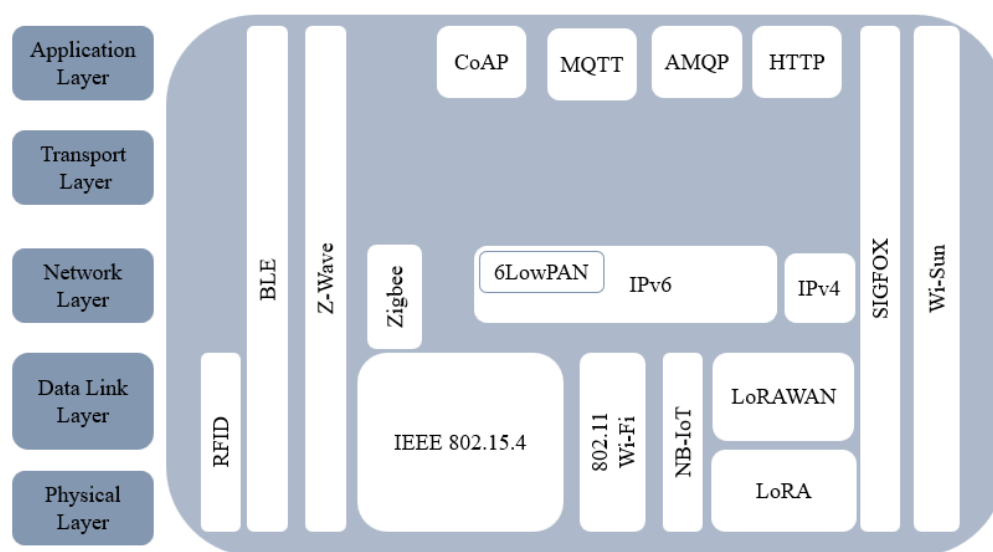 Application
Layer
CoAP
MQTT
AMQP
HTTP
Transport
Layer
Network
Layer
BLE
Z-Wave
Zigbee
6LowPAN
IPv6
IPv4
SIGFOX
Wi-Sun
Data Link
Layer
RFID
IEEE 802.15.4
802.11
Wi-Fi
NB-IoT
LoRAWAN
Physical
Layer
LoRA